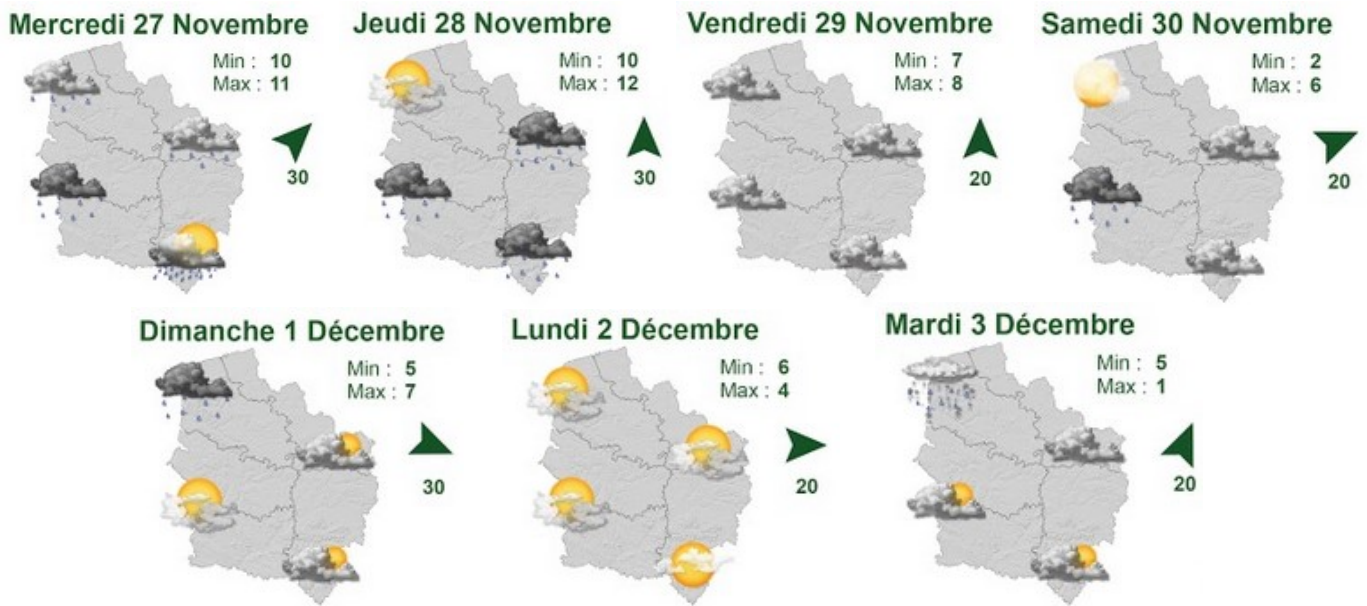 Mercredi 27 Novembre
Min : 10
Max : 11
30
Jeudi 28 Novembre
Min : 10
Max : 12
30
Vendredi 29 Novembre
Min : 7
Max : 8
20
Samedi 30 Novembre
Min : 2
Max : 6
20
Dimanche 1 Décembre
Min : 5
Max : 7
30
Lundi 2 Décembre
Min : 6
Max : 4
20
Mardi 3 Décembre
Min : 5
Max : 1
20